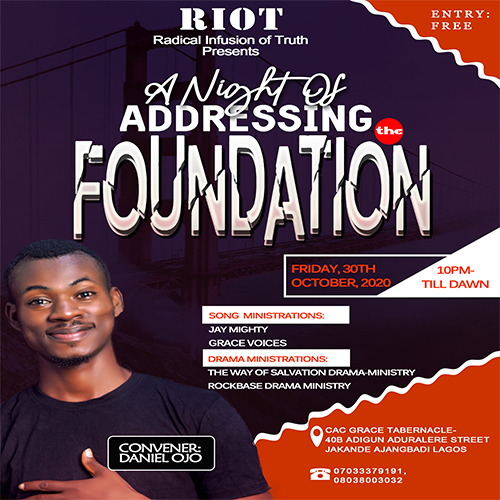 RIOT
Radical Infusion of Truth
Presents
ENTRY:
FREE
A Night Of
ADDRESSING the
FOUNDATION
FRIDAY, 30TH
OCTOBER, 2020
10PM-
TILL DAWN
SONG MINISTRATIONS:
JAY MIGHTY
GRACE VOICES
DRAMA MINISTRATIONS:
THE WAY OF SALVATION DRAMA-MINISTRY
ROCKBASE DRAMA MINISTRY
CONVENER:
DANIEL OJO
CAC GRACE TABERNACLE-
40B ADIGUN ADURALERE STREET
JAKANDE AJANGBADI LAGOS
07033379191,
08038003032